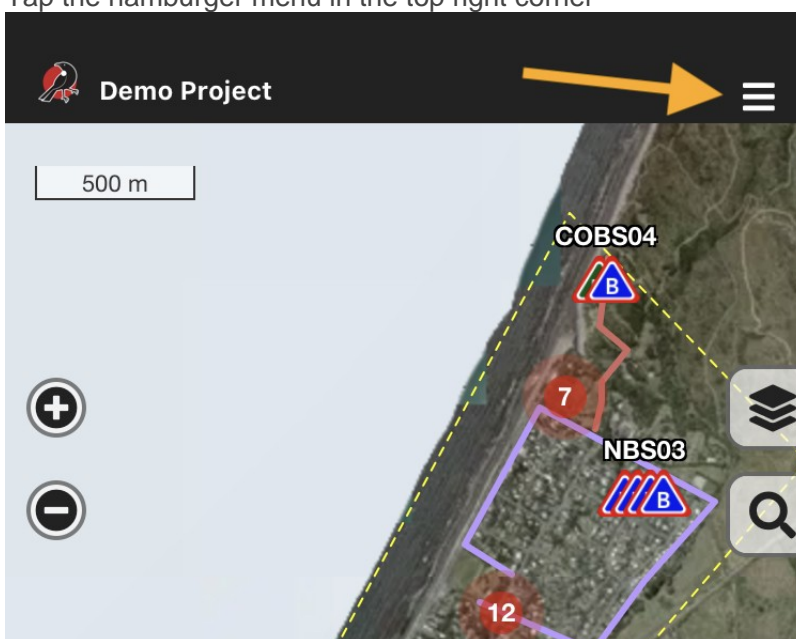 Tap the hamburger menu in the top right corner
Demo Project
500 m
COBS04
B
7
NBS03
B
12